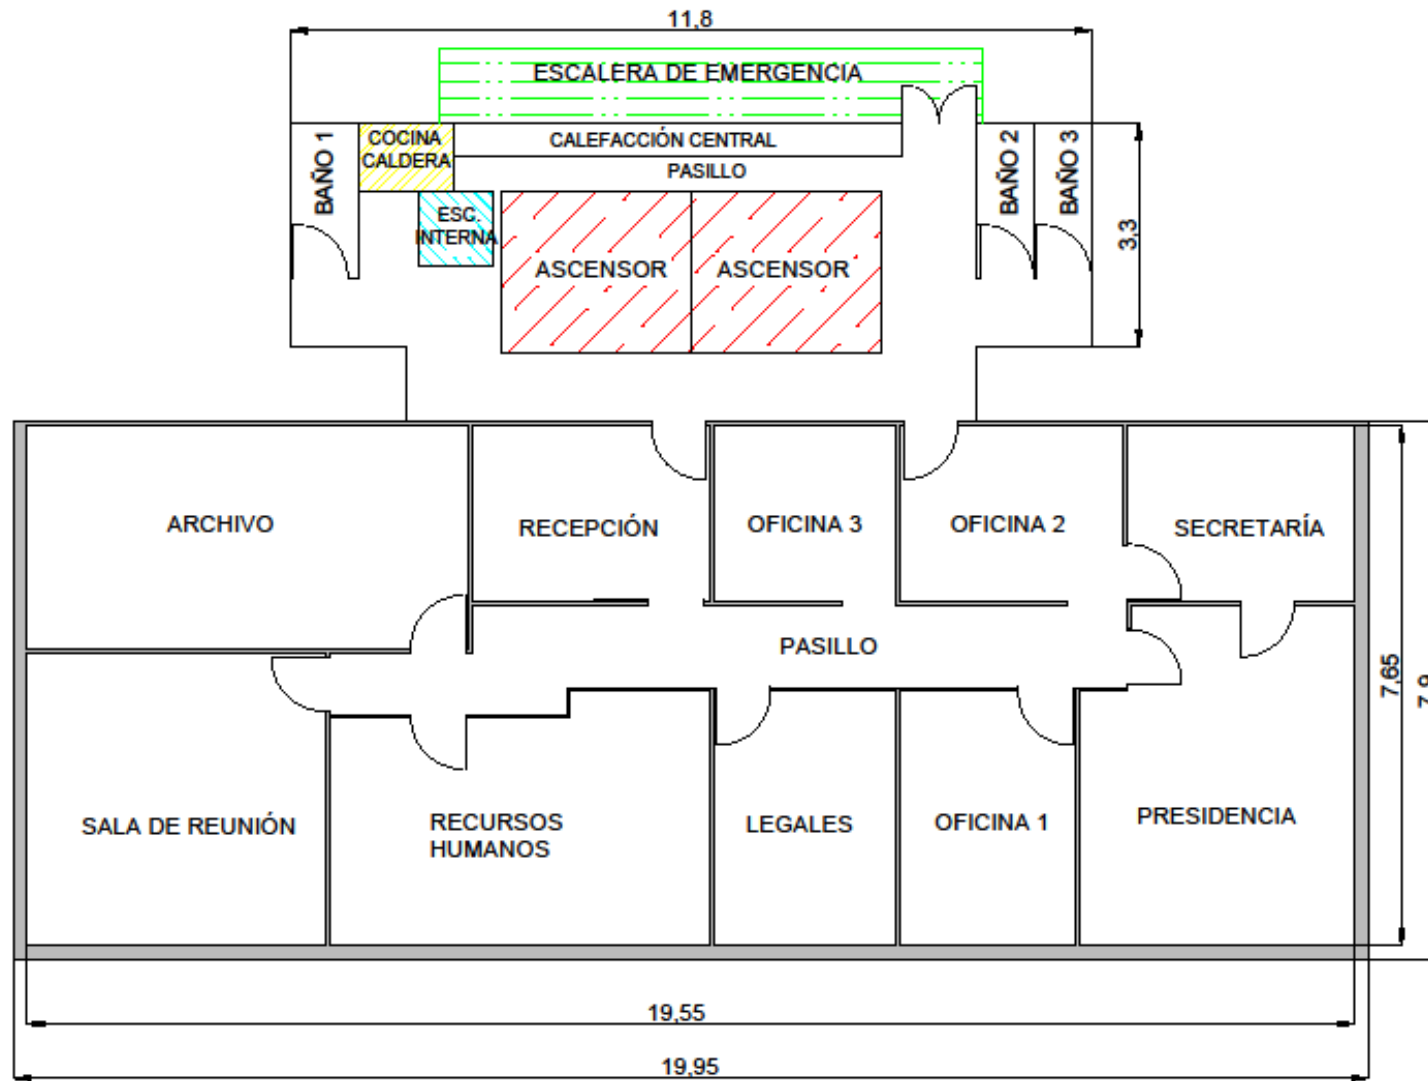 11,8
ESCALERA DE EMERGENCIA
BAÑO 1
COCINA
CALDERA
CALEFACCIÓN CENTRAL
PASILLO
BAÑO 2
BAÑO 3
3,3
ESC.
INTERNA
ASCENSOR
ASCENSOR
ARCHIVO
RECEPCIÓN
OFICINA 3
OFICINA 2
SECRETARÍA
PASILLO
7,65
7,9
SALA DE REUNIÓN
RECURSOS
HUMANOS
LEGALES
OFICINA 1
PRESIDENCIA
19,55
19,95